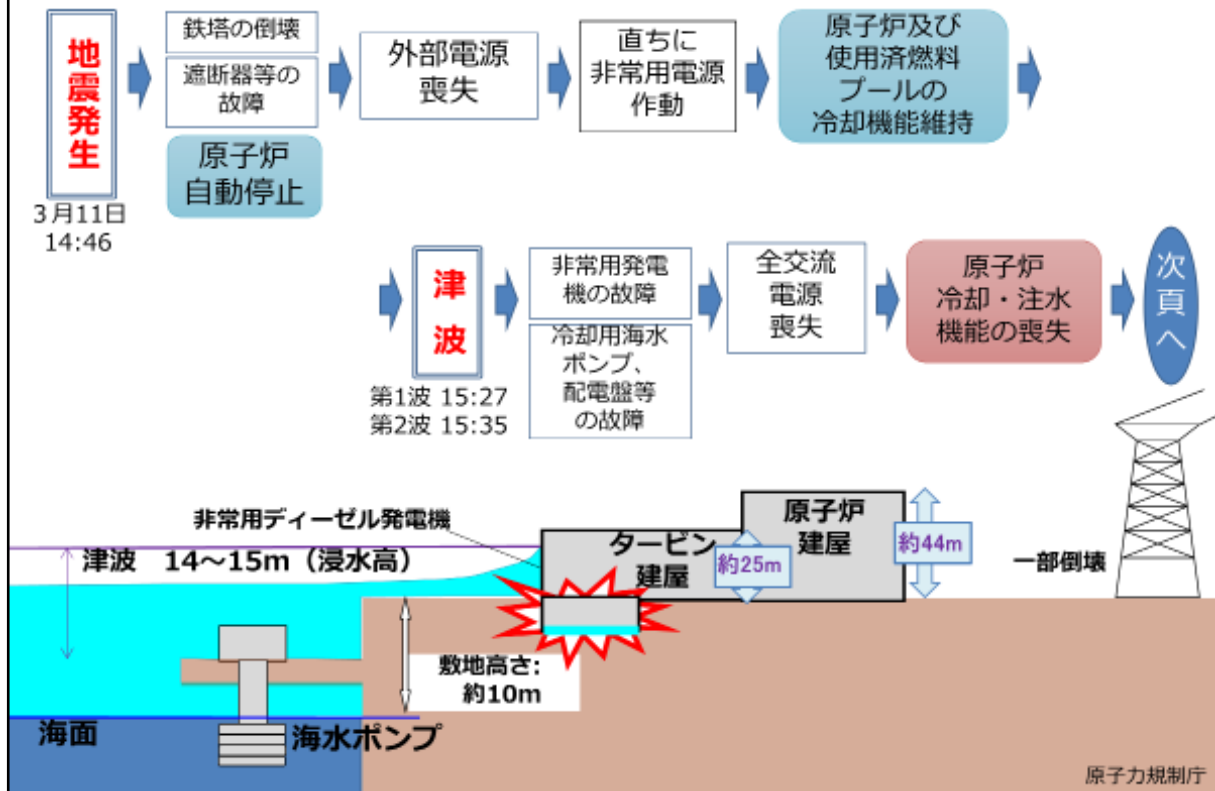 地震発生
3月11日
14:46
鉄塔の倒壊
遮断器等の
故障
原子炉
自動停止
外部電源
喪失
直ちに
非常用電源
作動
原子炉及び
使用済燃料
プールの
冷却機能維持
津波
第1波 15:27
第2波 15:35
非常用発電
機の故障
冷却用海水
ポンプ、
配電盤等
の故障
全交流
電源
喪失
原子炉
冷却・注水
機能の喪失
次頁へ
非常用ディーゼル発電機
津波 14～15m（浸水高）
タービン
建屋
約25m
原子炉
建屋
約44m
一部倒壊
敷地高さ:
約10m
海面
海水ポンプ
原子力規制庁